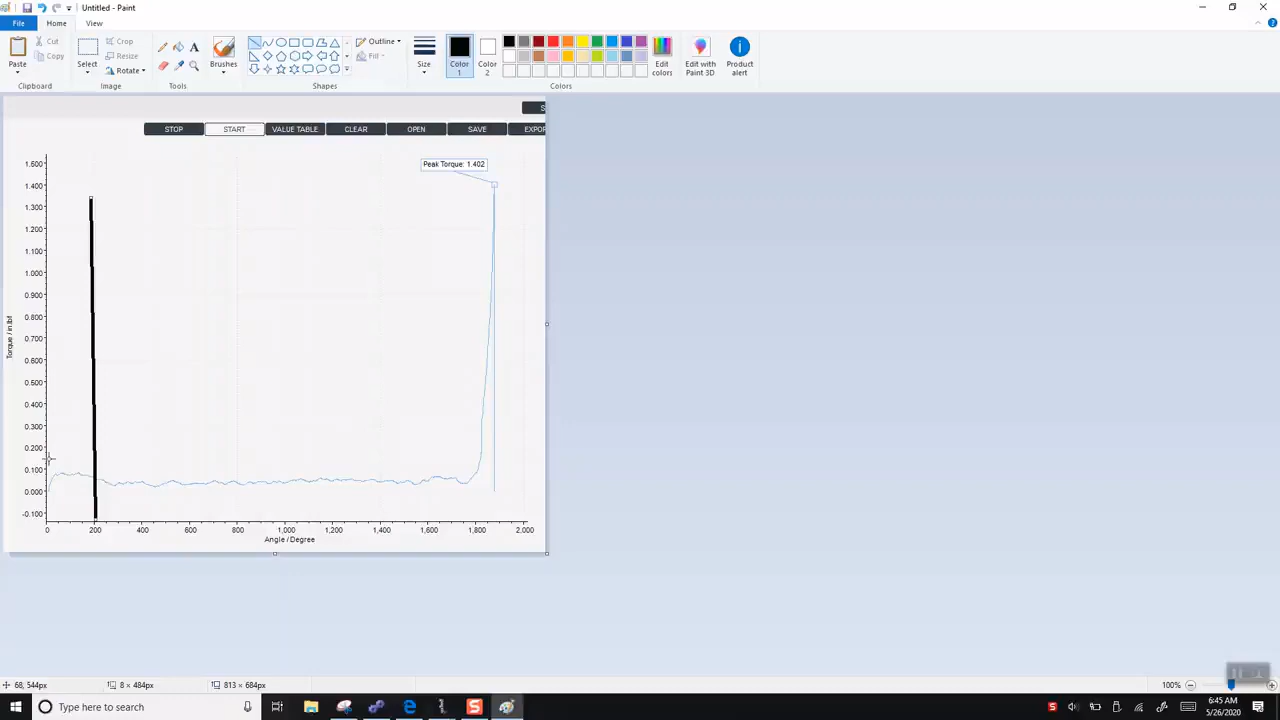 Untitled - Paint
File Home View
Paste Cut Copy Clipboard
Select Crop Resize Rotate Image
A Tools
Brushes
Outline Fill Shapes
Size
Color 1 Color 2
Edit colors Colors
Edit with Paint 3D
Product alert
STOP START VALUE TABLE CLEAR OPEN SAVE EXPOR
Peak Torque: 1.402
Torque / in.lbf
1.500
1.400
1.300
1.200
1.100
1.000
0.900
0.800
0.700
0.600
0.500
0.400
0.300
0.200
0.100
0.000
-0.100
0 200 400 600 800 1,000 1,200 1,400 1,600 1,800 2,000
Angle / Degree
68, 544px 8 × 484px 813 × 684px 100%
Type here to search
6:45 AM
5/26/2020